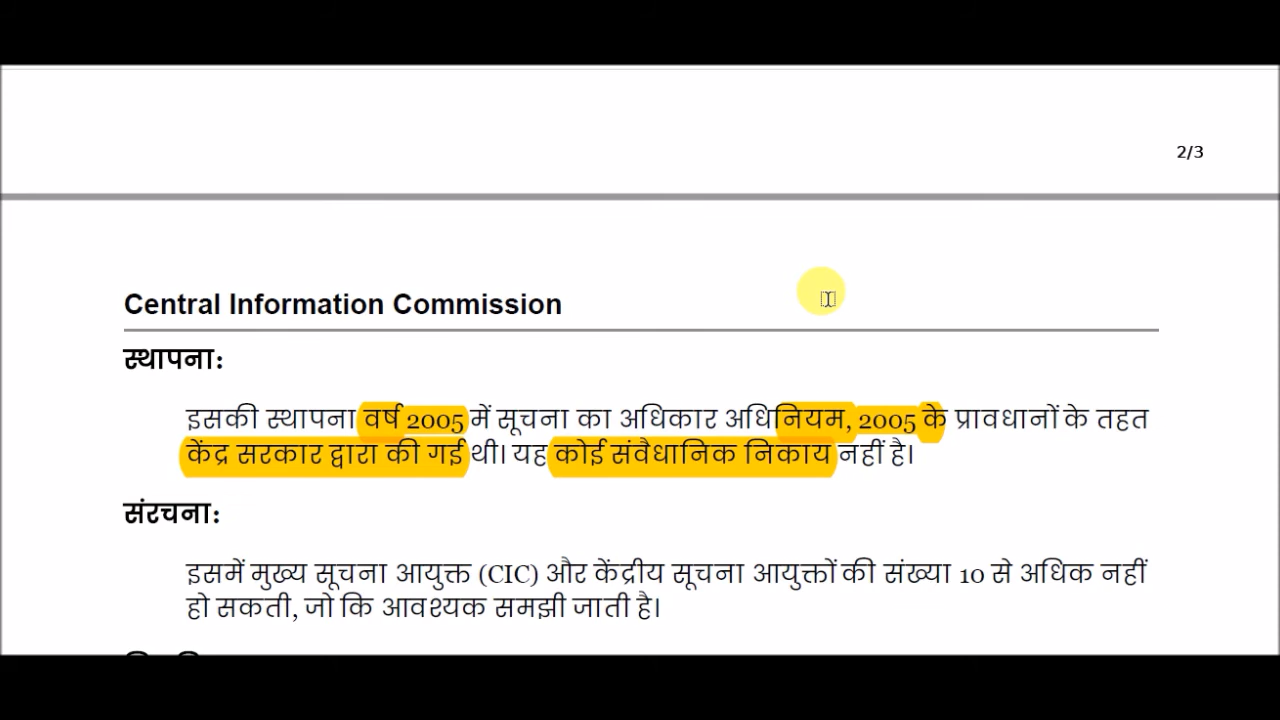 2/3
Central Information Commission
स्थापना:
इसकी स्थापना वर्ष 2005 में सूचना का अधिकार अधिनियम, 2005 के प्रावधानों के तहत
केंद्र सरकार द्वारा की गई थी। यह कोई संवैधानिक निकाय नहीं है।
संरचना:
इसमें मुख्य सूचना आयुक्त (CIC) और केंद्रीय सूचना आयुक्तों की संख्या 10 से अधिक नहीं
हो सकती, जो कि आवश्यक समझी जाती है।